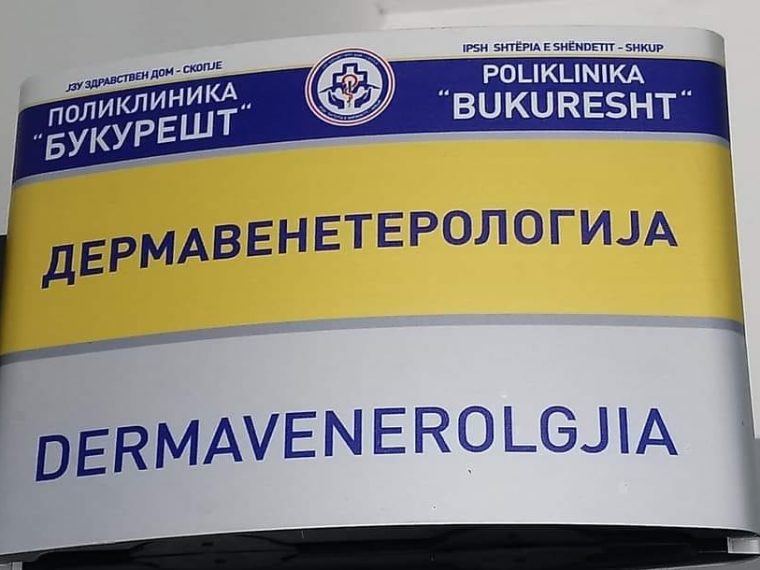 ЈЗУ ЗДРАВСТВЕН ДОМ - СКОПЈЕ
ПОЛИКЛИНИКА
“БУКУРЕШТ“
IPSH SHTËPIA E SHËNDETIT - SHKUP
POLIKLINIKA
“BUKURESHT“
ДЕРМАВЕНЕТЕРОЛОГИЈА
DERMAVENEROLGJIA